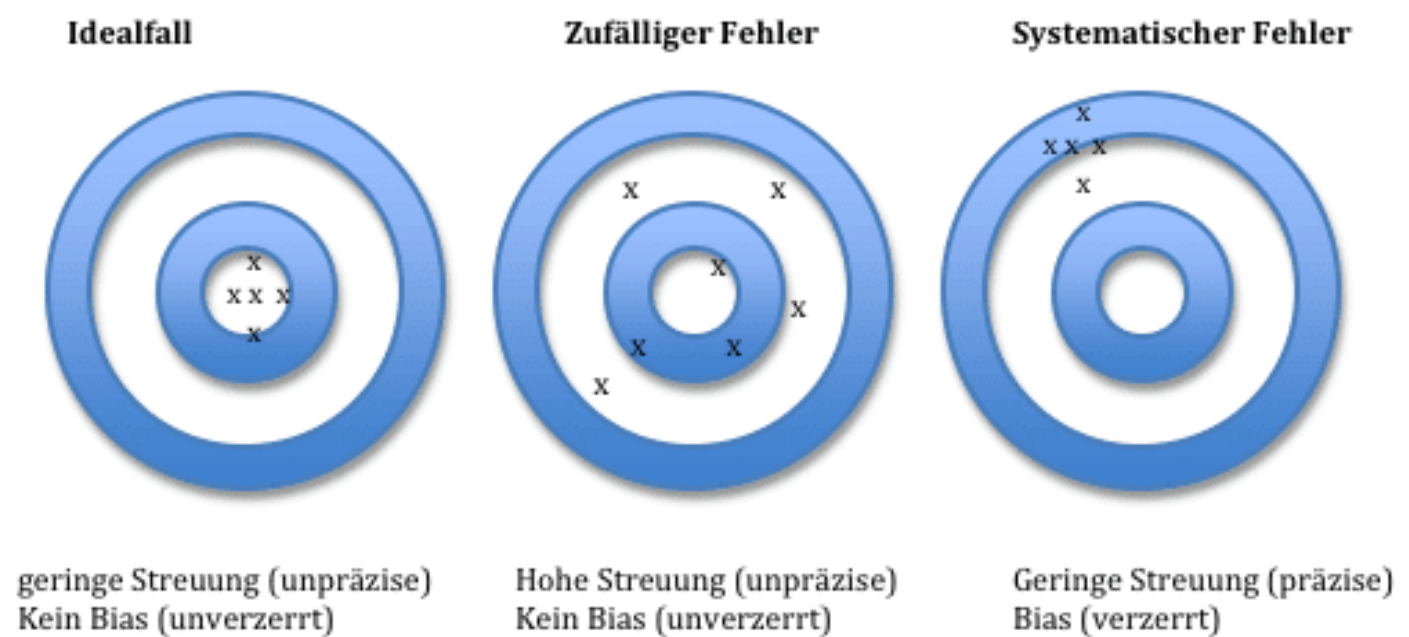 Idealfall
Zufälliger Fehler
Systematischer Fehler
x
x x x
x
x x
x
x
x x
x
x
x x x
x
geringe Streuung (unpräzise)
Kein Bias (unverzerrt)
Hohe Streuung (unpräzise)
Kein Bias (unverzerrt)
Geringe Streuung (präzise)
Bias (verzerrt)